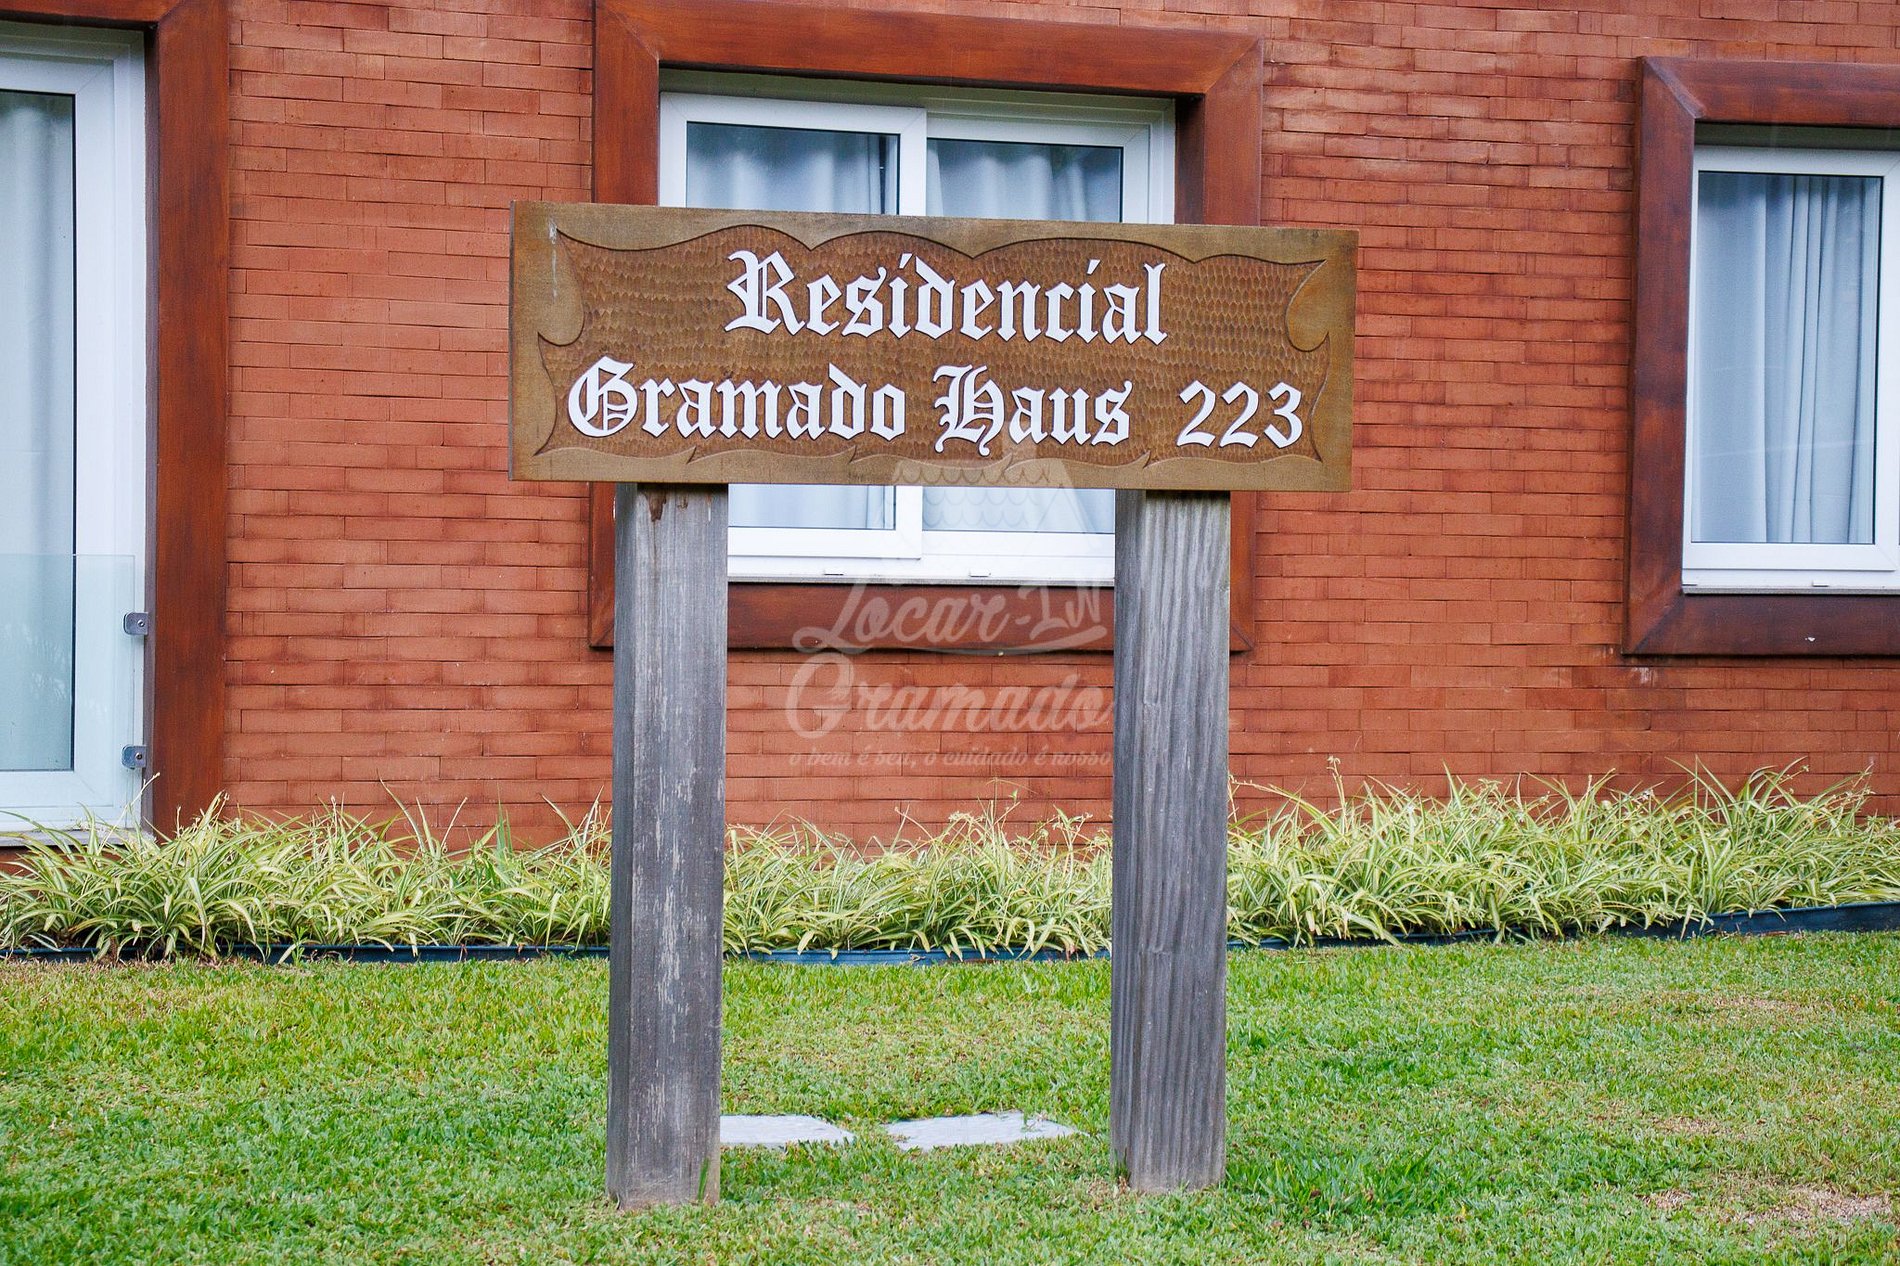 Residencial
Gramado Haus 223
Locar-IN
Gramado
o bem é seu, o cuidado é nosso